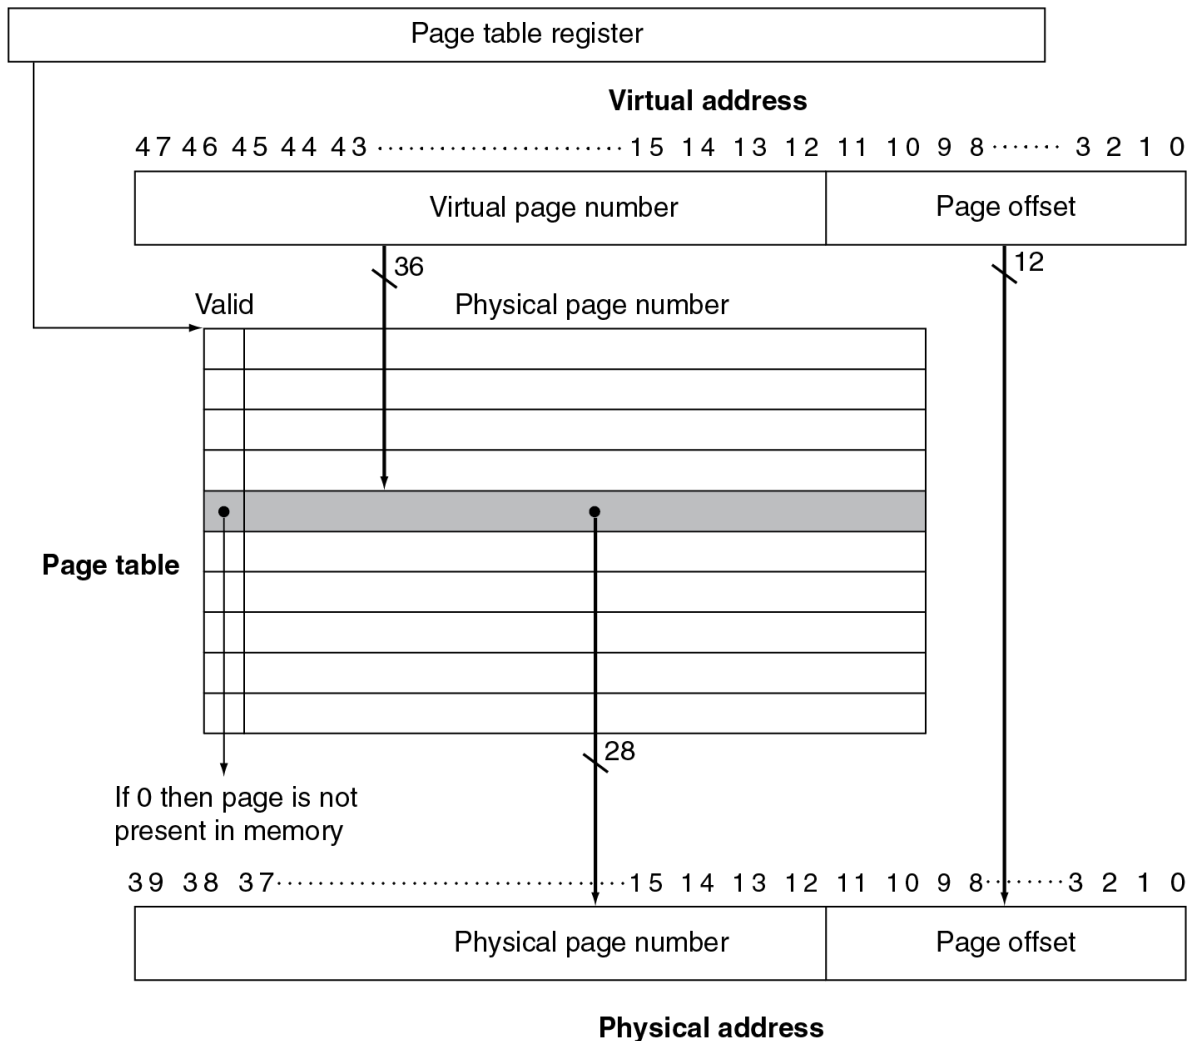 Page table register
Virtual address
47 46 45 44 43 ........................ 15 14 13 12 11 10 9 8 ....... 3 2 1 0
Virtual page number Page offset
36 12
Valid Physical page number
Page table
28
If 0 then page is not
present in memory
39 38 37 .................................. 15 14 13 12 11 10 9 8 ........ 3 2 1 0
Physical page number Page offset
Physical address